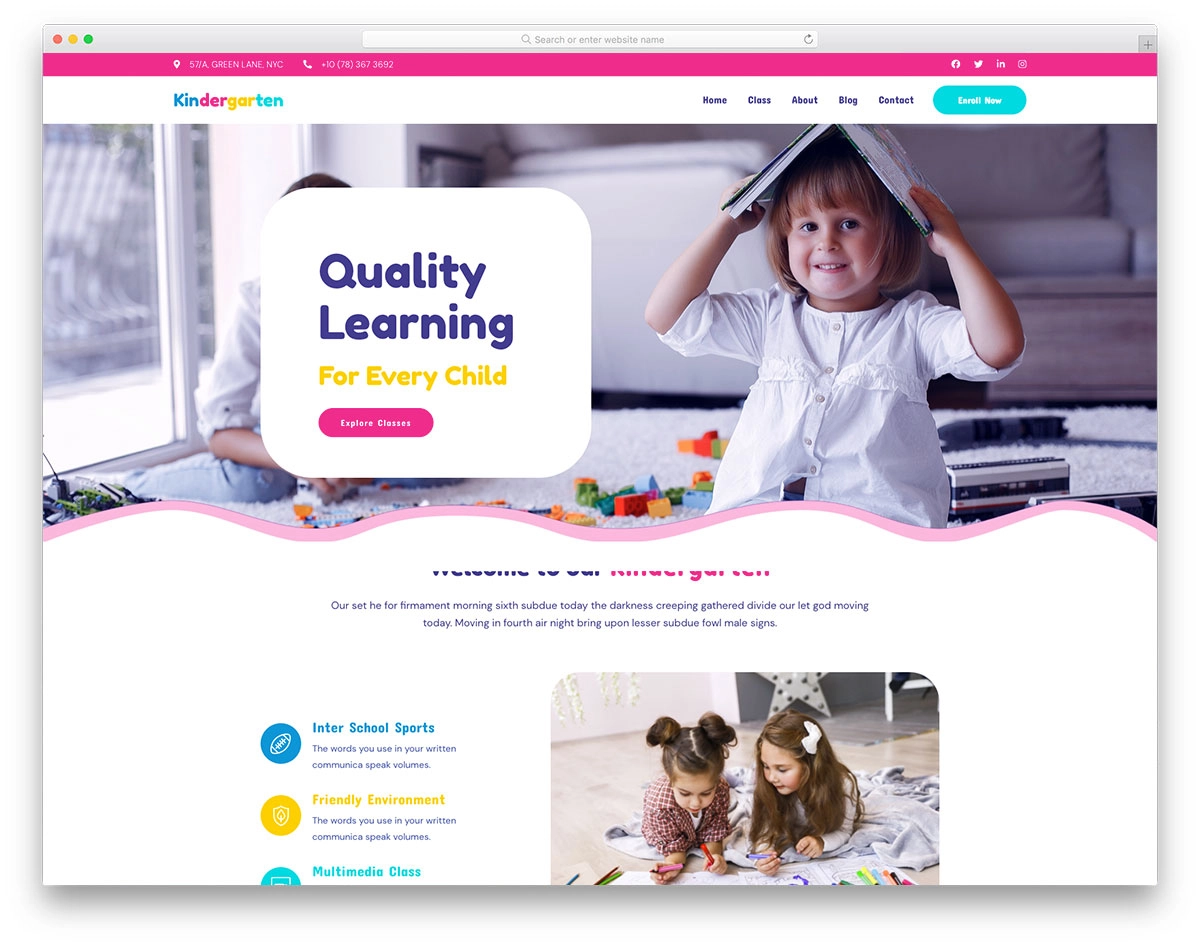 Search or enter website name
57/A, GREEN LANE, NYC +10 (78) 367 3692
Kindergarten Home Class About Blog Contact Enroll Now
Quality
Learning
For Every Child
Explore Classes
Welcome to our Kindergarten
Our set he for firmament morning sixth subdue today the darkness creeping gathered divide our let god moving
today. Moving in fourth air night bring upon lesser subdue fowl male signs.
Inter School Sports
The words you use in your written
communica speak volumes.
Friendly Environment
The words you use in your written
communica speak volumes.
Multimedia Class